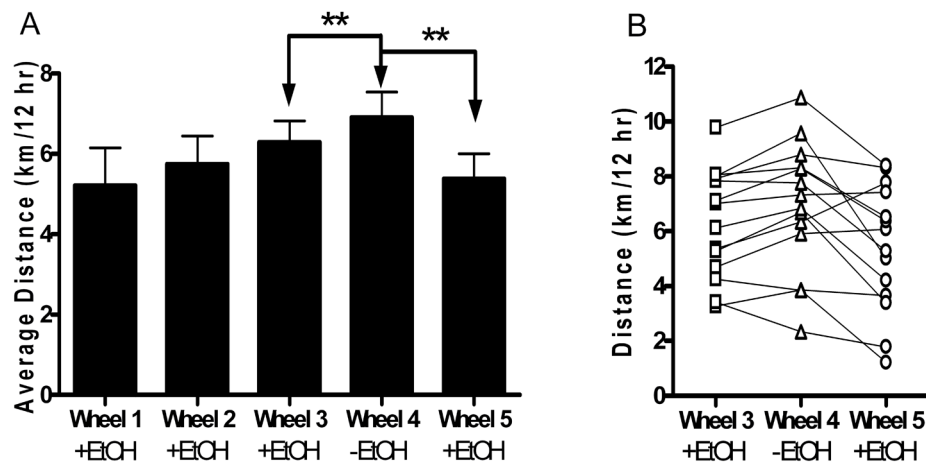 A
B
**
**
Average Distance (km/12 hr)
8
6
4
2
0
Wheel 1 Wheel 2 Wheel 3 Wheel 4 Wheel 5
+EtOH +EtOH +EtOH -EtOH +EtOH
Distance (km/12 hr)
12
10
8
6
4
2
0
Wheel 3 Wheel 4 Wheel 5
+EtOH -EtOH +EtOH